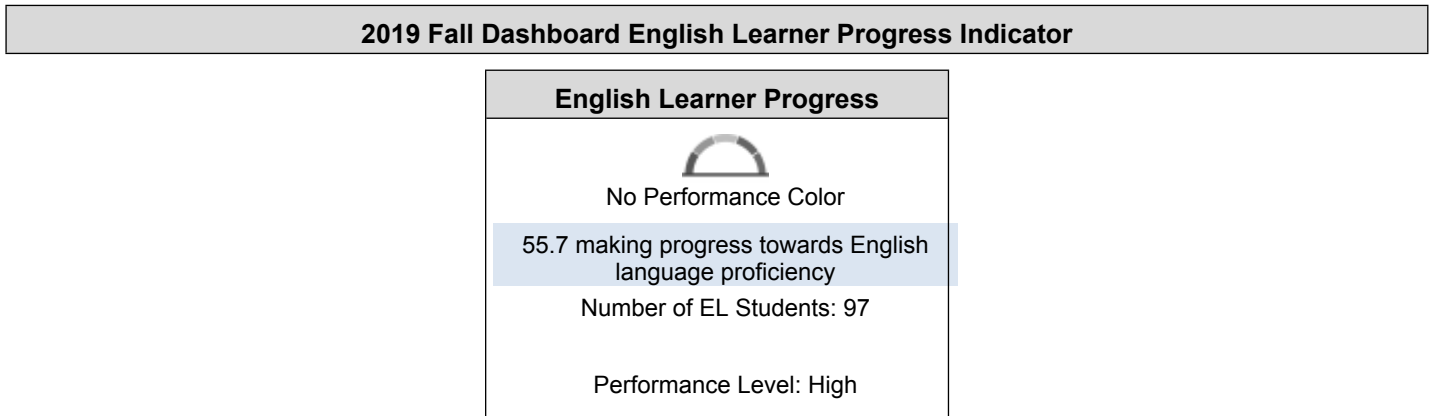 2019 Fall Dashboard English Learner Progress Indicator
English Learner Progress
No Performance Color
55.7 making progress towards English
language proficiency
Number of EL Students: 97
Performance Level: High